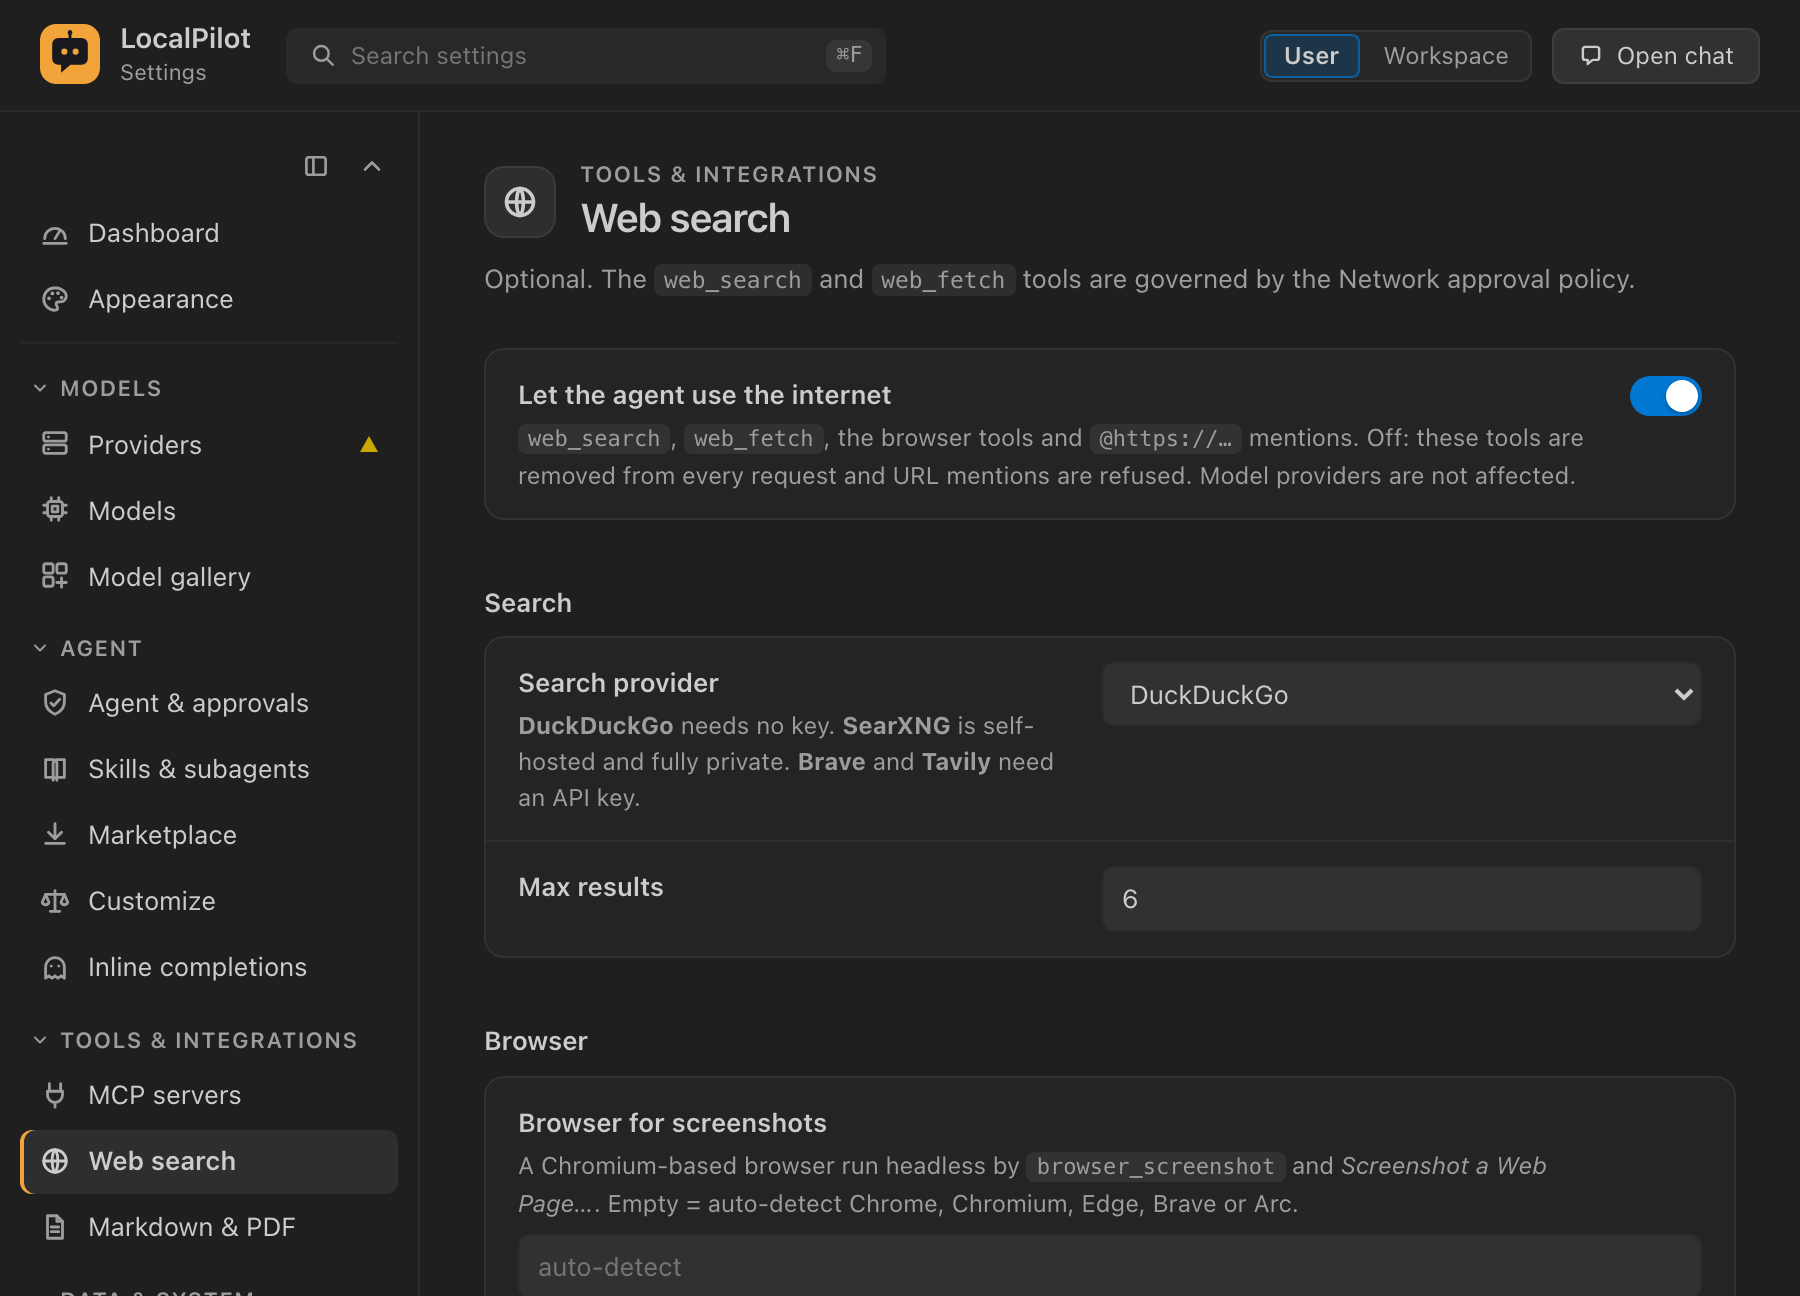 LocalPilot
Settings
Search settings
⌘F
User
Workspace
Open chat
Dashboard
Appearance
MODELS
Providers
Models
Model gallery
AGENT
Agent & approvals
Skills & subagents
Marketplace
Customize
Inline completions
TOOLS & INTEGRATIONS
MCP servers
Web search
Markdown & PDF
DATA & SYSTEM
TOOLS & INTEGRATIONS
Web search
Optional. The web_search and web_fetch tools are governed by the Network approval policy.
Let the agent use the internet
web_search, web_fetch, the browser tools and @https://… mentions. Off: these tools are
removed from every request and URL mentions are refused. Model providers are not affected.
Search
Search provider
DuckDuckGo needs no key. SearXNG is self-
hosted and fully private. Brave and Tavily need
an API key.
DuckDuckGo
Max results
6
Browser
Browser for screenshots
A Chromium-based browser run headless by browser_screenshot and Screenshot a Web
Page…. Empty = auto-detect Chrome, Chromium, Edge, Brave or Arc.
auto-detect